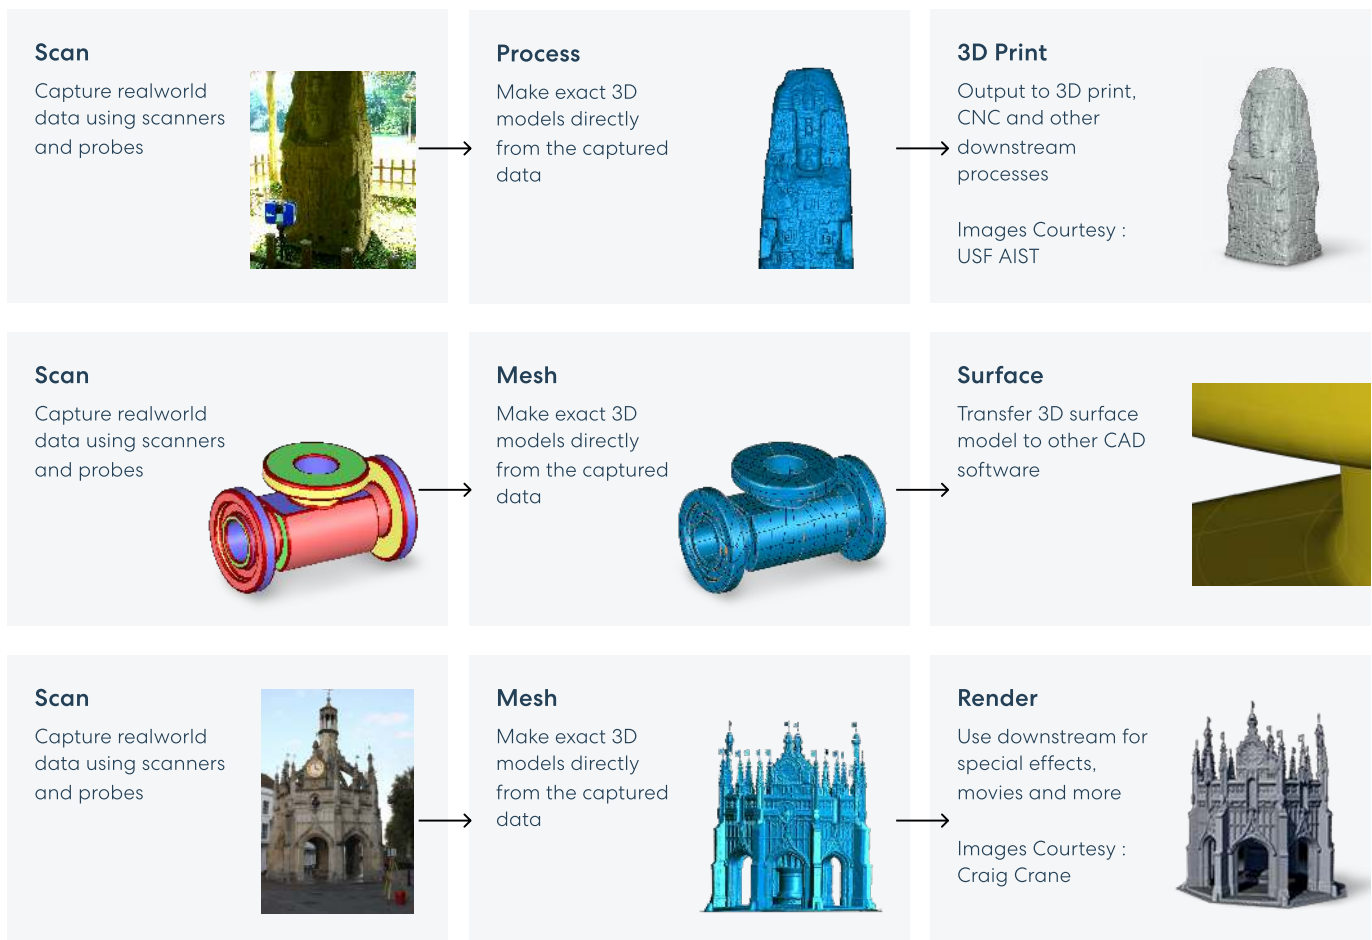 Scan
Capture realworld
data using scanners
and probes
Process
Make exact 3D
models directly
from the captured
data
3D Print
Output to 3D print,
CNC and other
downstream
processes
Images Courtesy :
USF AIST
Scan
Capture realworld
data using scanners
and probes
Mesh
Make exact 3D
models directly
from the captured
data
Surface
Transfer 3D surface
model to other CAD
software
Scan
Capture realworld
data using scanners
and probes
Mesh
Make exact 3D
models directly
from the captured
data
Render
Use downstream for
special effects,
movies and more
Images Courtesy :
Craig Crane